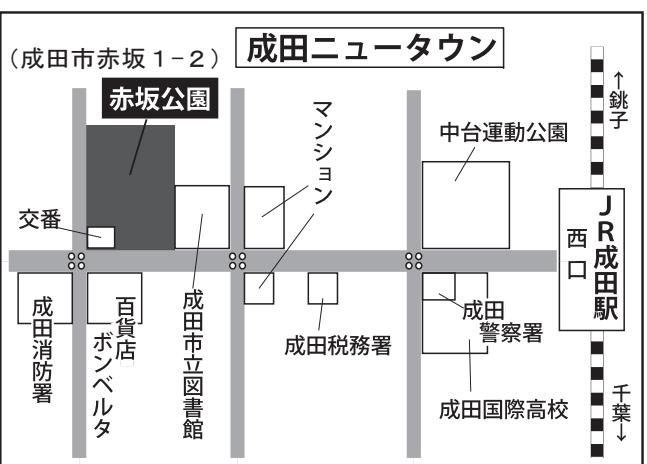 成田ニュータウン
（成田市赤坂１−２）
赤坂公園
マンション
中台運動公園
↑銚子
交番
ＪＲ成田駅
西口
成田消防署
百貨店
ボンベルタ
成田市立図書館
成田税務署
成田
警察署
成田国際高校
千葉↓